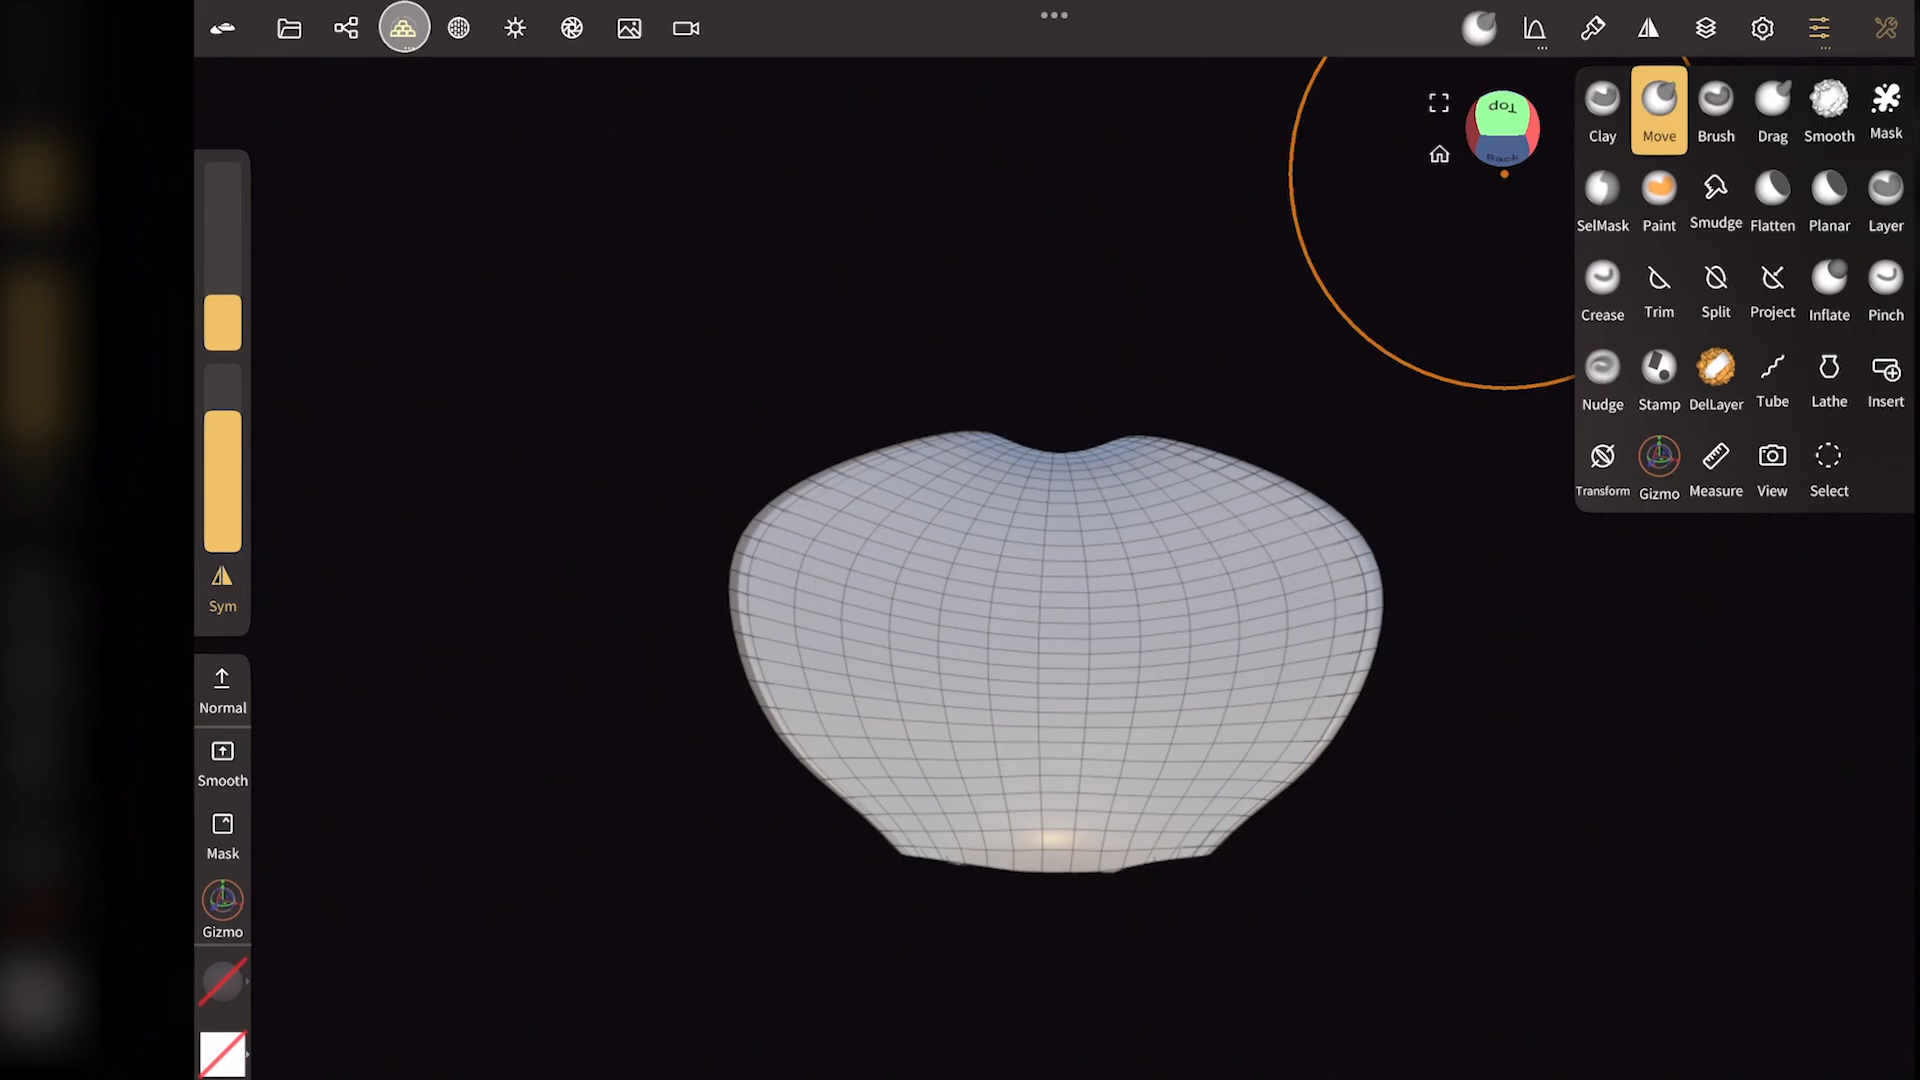 Top
Back
Clay Move Brush Drag Smooth Mask
SelMask Paint Smudge Flatten Planar Layer
Crease Trim Split Project Inflate Pinch
Nudge Stamp DelLayer Tube Lathe Insert
Transform Gizmo Measure View Select
Sym
Normal
Smooth
Mask
Gizmo